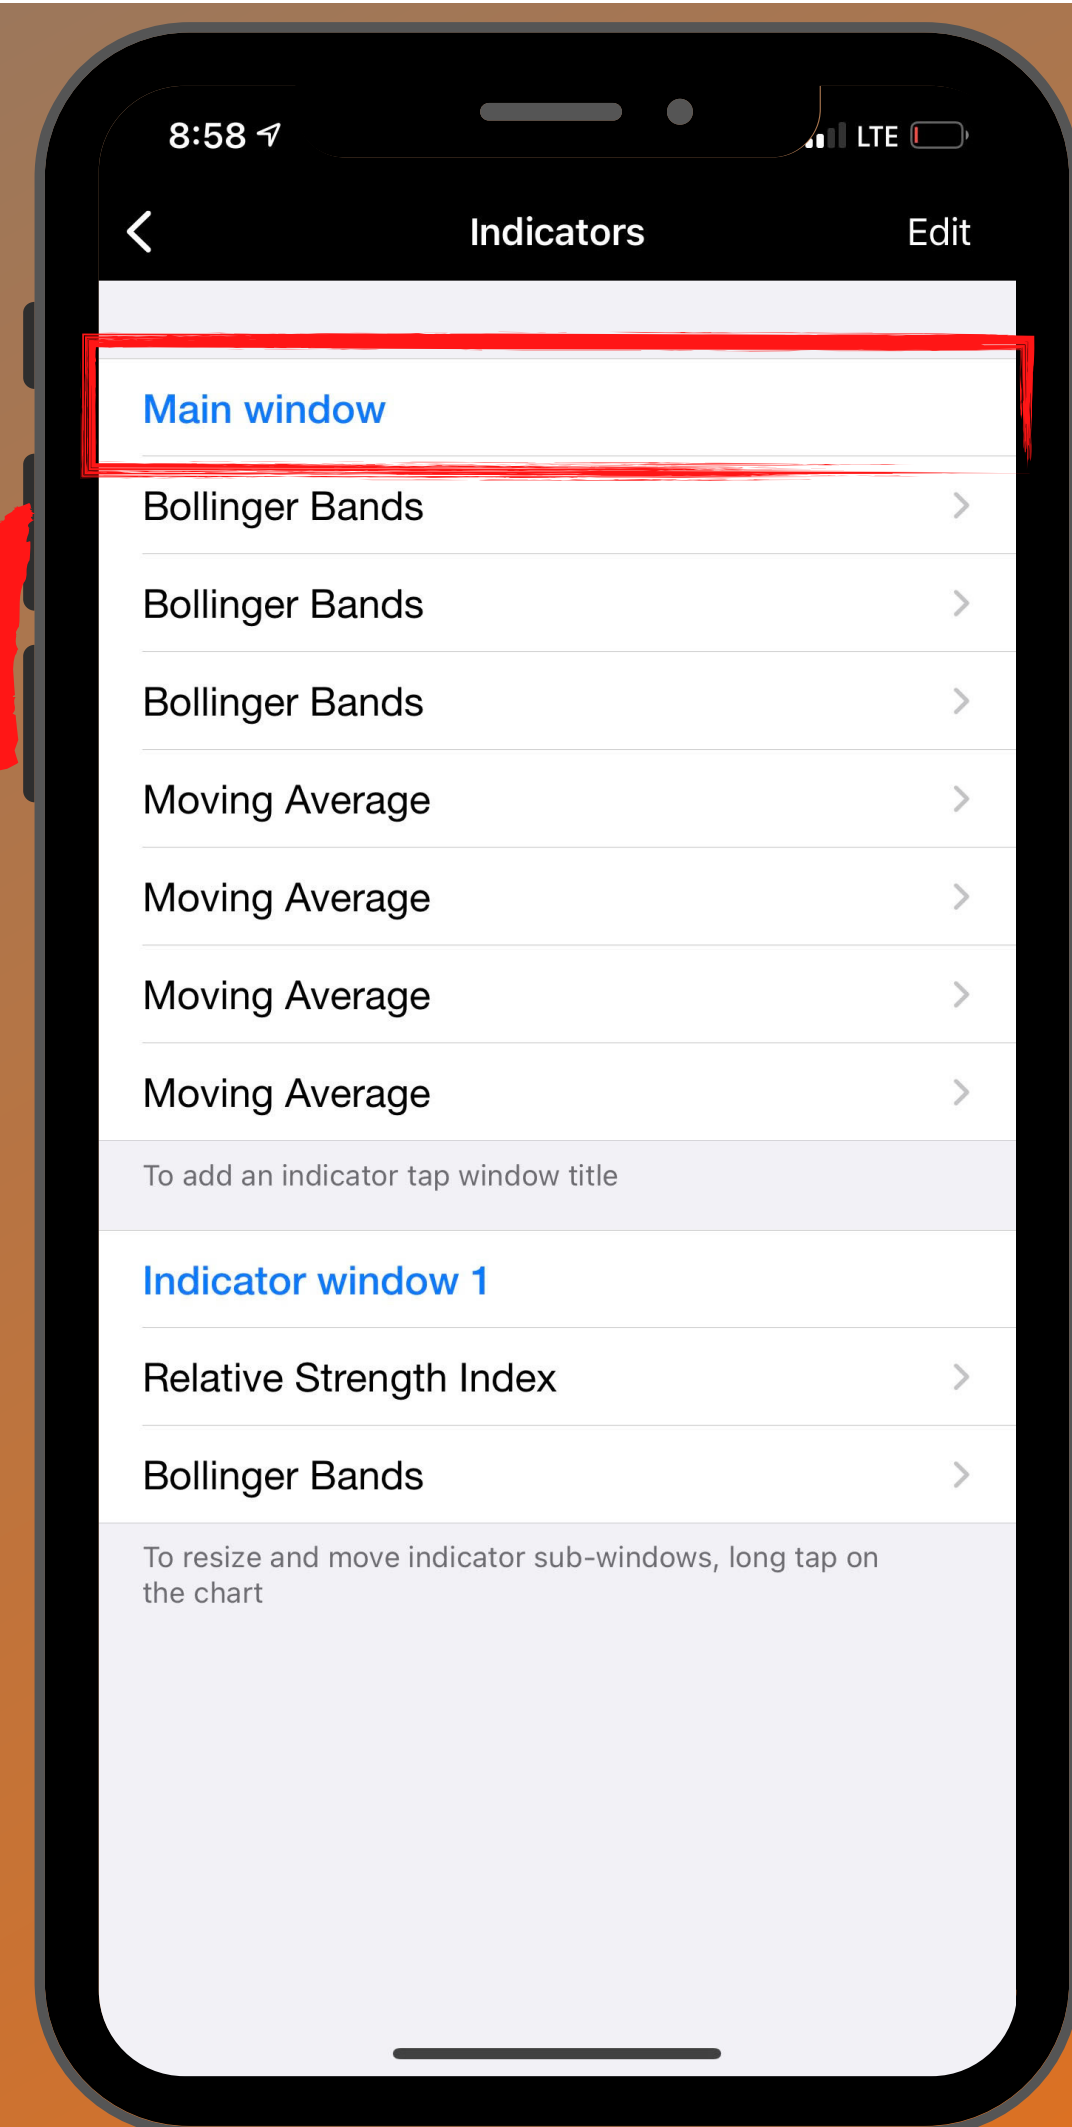 8:58
LTE
Indicators
Edit
Main window
Bollinger Bands
Bollinger Bands
Bollinger Bands
Moving Average
Moving Average
Moving Average
Moving Average
To add an indicator tap window title
Indicator window 1
Relative Strength Index
Bollinger Bands
To resize and move indicator sub-windows, long tap on
the chart